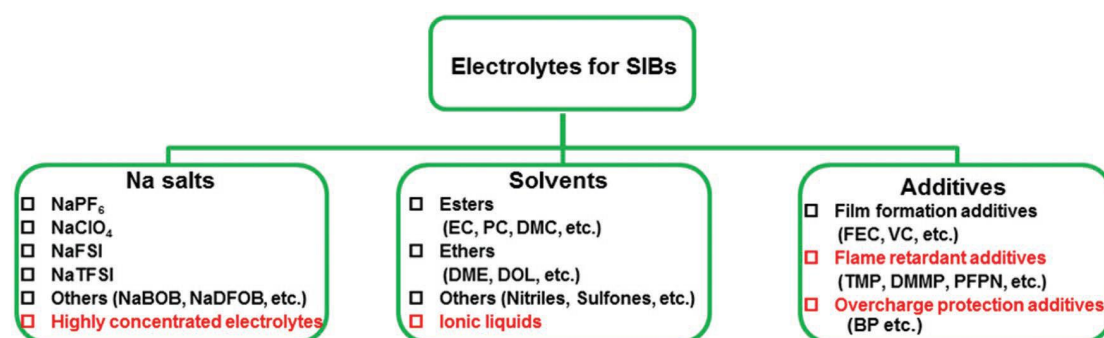 Electrolytes for SIBs
Na salts
☐ NaPF₆
☐ NaClO₄
☐ NaFSI
☐ NaTFSI
☐ Others (NaBOB, NaDFOB, etc.)
☐ Highly concentrated electrolytes
Solvents
☐ Esters
(EC, PC, DMC, etc.)
☐ Ethers
(DME, DOL, etc.)
☐ Others (Nitriles, Sulfones, etc.)
☐ Ionic liquids
Additives
☐ Film formation additives
(FEC, VC, etc.)
☐ Flame retardant additives
(TMP, DMMP, PFPN, etc.)
☐ Overcharge protection additives
(BP etc.)